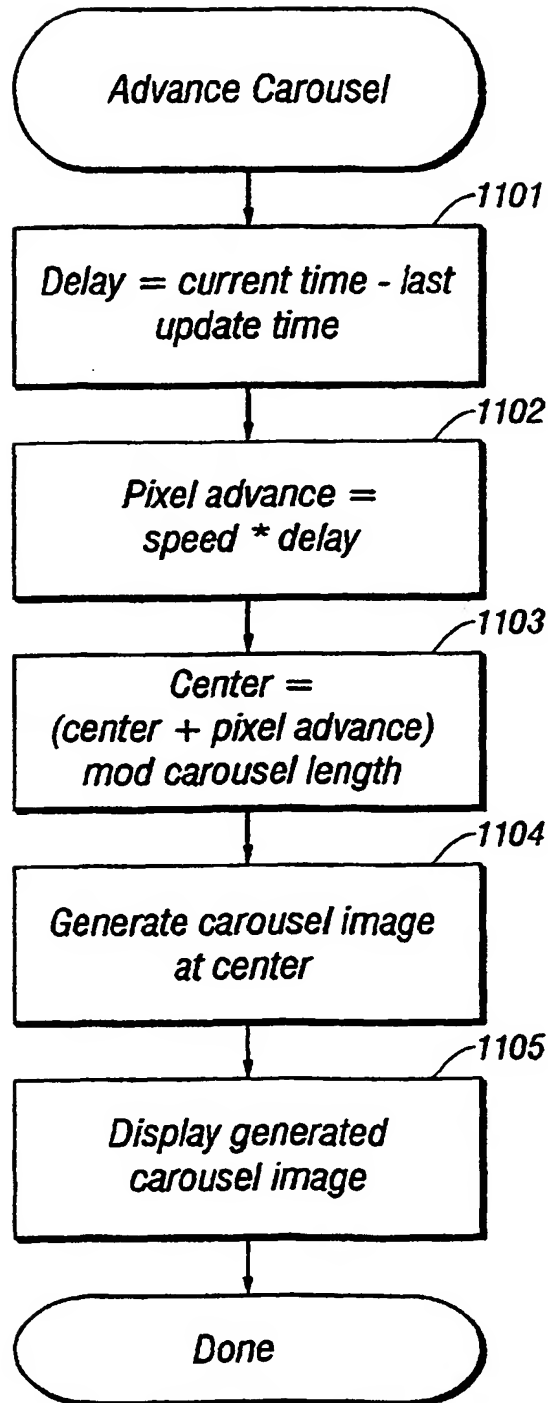 Advance Carousel
1101
Delay = current time - last
update time
1102
Pixel advance =
speed * delay
1103
Center =
(center + pixel advance)
mod carousel length
1104
Generate carousel image
at center
1105
Display generated
carousel image
Done